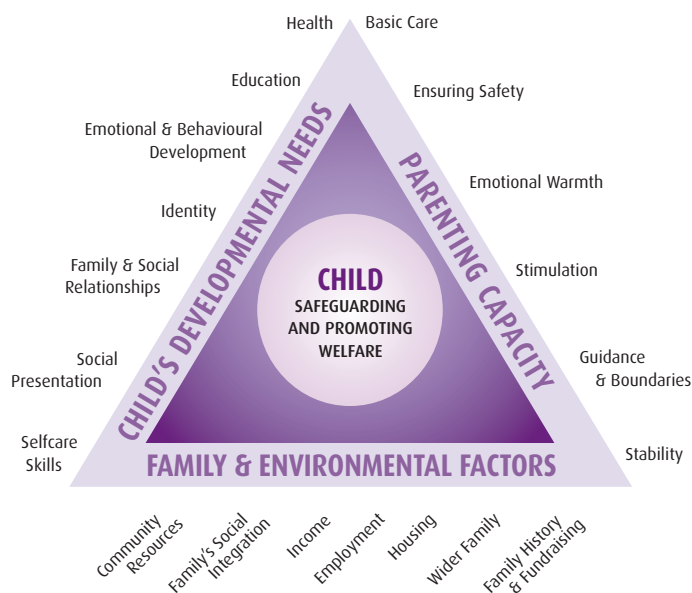 Health
Basic Care
Education
Ensuring Safety
Emotional & Behavioural
Development
Emotional Warmth
Identity
Family & Social
Relationships
Stimulation
Social
Presentation
Guidance
& Boundaries
Selfcare
Skills
Stability
CHILD'S DEVELOPMENTAL NEEDS
PARENTING CAPACITY
CHILD
SAFEGUARDING
AND PROMOTING
WELFARE
FAMILY & ENVIRONMENTAL FACTORS
Community
Resources
Family's Social
Integration
Income
Employment
Housing
Wider Family
Family History
& Fundraising